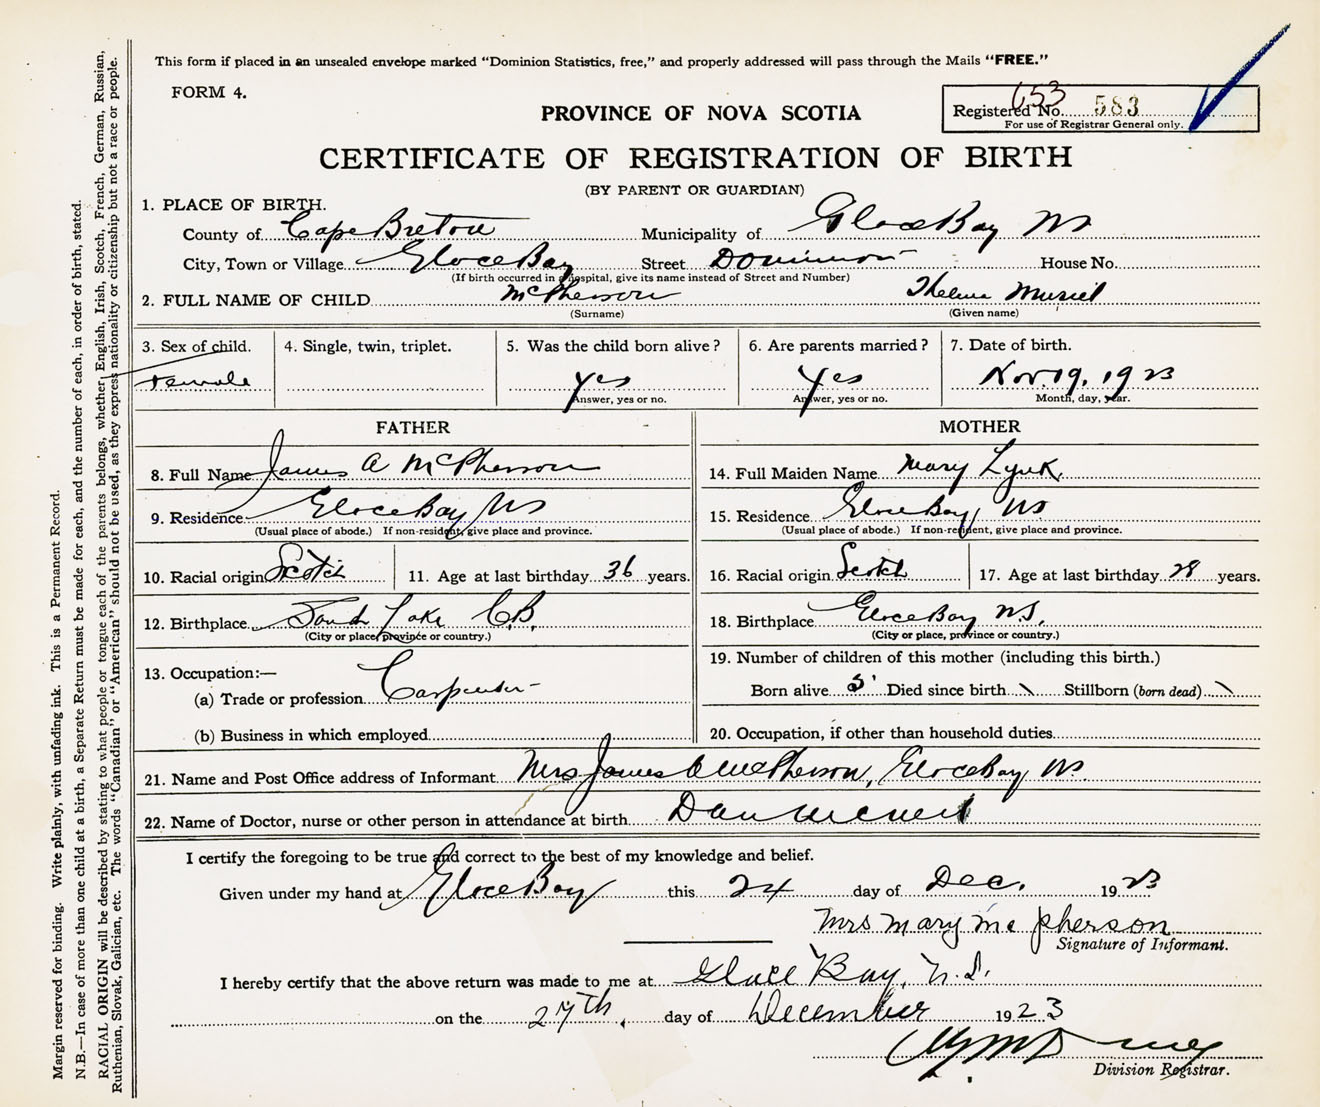 This form if placed in an unsealed envelope marked "Dominion Statistics, free," and properly addressed will pass through the Mails "FREE."
FORM 4.
653
PROVINCE OF NOVA SCOTIA
Registered No. 583
For use of Registrar General only.
CERTIFICATE OF REGISTRATION OF BIRTH
(BY PARENT OR GUARDIAN)
1. PLACE OF BIRTH.
County of Cape Breton Municipality of Glace Bay NS
City, Town or Village Glace Bay Street Dominion House No.
(If birth occurred in a hospital, give its name instead of Street and Number)
2. FULL NAME OF CHILD McPherson Thelma Muriel
(Surname) (Given name)
3. Sex of child. 4. Single, twin, triplet. 5. Was the child born alive? 6. Are parents married? 7. Date of birth.
Female Yes Yes Nov. 19, 1923
Answer, yes or no. Answer, yes or no. Month, day, year.
FATHER MOTHER
8. Full Name James A McPherson 14. Full Maiden Name Mary Lynk.
9. Residence Glace Bay NS 15. Residence Glace Bay NS
(Usual place of abode.) If non-resident, give place and province. (Usual place of abode.) If non-resident, give place and province.
10. Racial origin Scotch 11. Age at last birthday 36 years. 16. Racial origin Scotch 17. Age at last birthday 28 years.
12. Birthplace Sand Lake C.B. 18. Birthplace Glace Bay N.S.
(City or place, province or country.) (City or place, province or country.)
13. Occupation:— 19. Number of children of this mother (including this birth.)
(a) Trade or profession Carpenter Born alive 5 Died since birth \ Stillborn (born dead) \
(b) Business in which employed 20. Occupation, if other than household duties
21. Name and Post Office address of Informant Mrs James A McPherson, Glace Bay NS.
22. Name of Doctor, nurse or other person in attendance at birth Dan McNeil
I certify the foregoing to be true and correct to the best of my knowledge and belief.
Given under my hand at Glace Bay this 24 day of Dec. 1923
Mrs Mary McPherson
Signature of Informant.
I hereby certify that the above return was made to me at Glace Bay, N.S.
on the 27th, day of December 1923
Division Registrar.
Margin reserved for binding. Write plainly, with unfading ink. This is a Permanent Record.
N.B.—In case of more than one child at a birth, a Separate Return must be made for each, and the number of each, in order of birth, stated.
RACIAL ORIGIN will be described by stating to what people or tongue each of the parents belongs, whether English, Irish, Scotch, French, German, Russian,
Ruthenian, Slovak, Galician, etc. The words "Canadian" or "American" should not be used, as they express nationality or citizenship but not a race or people.